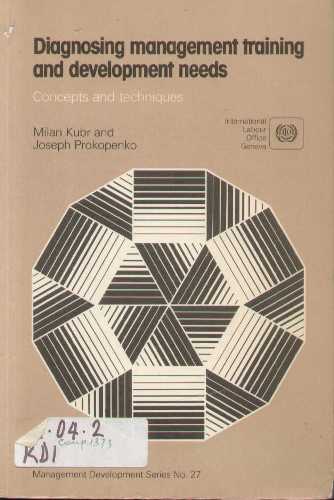 Diagnosing management training
and development needs
Concepts and techniques
Milan Kubr and
Joseph Prokopenko
International
Labour
Office
Geneva
.04.2
KDI
Management Development Series No. 27